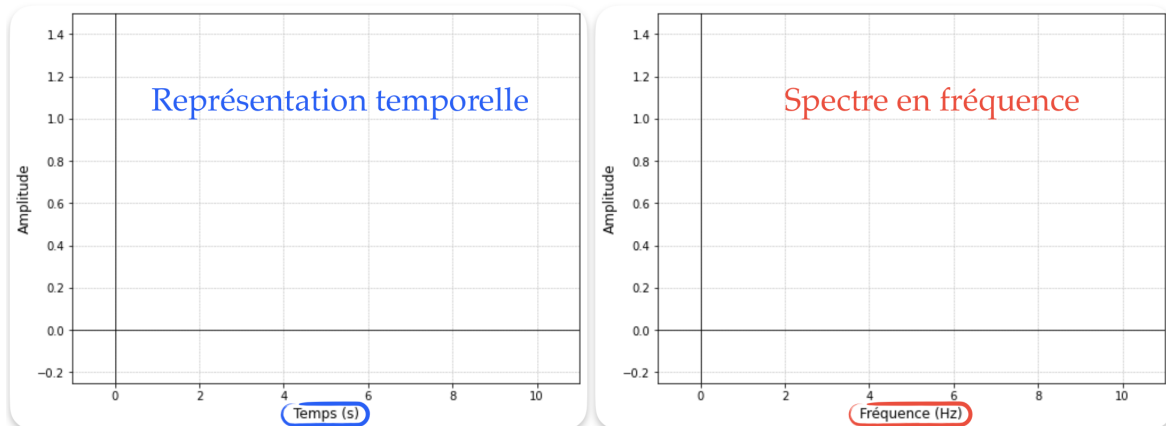 1.4
1.2
Représentation temporelle
1.0
0.8
0.6
0.4
0.2
0.0
−0.2
Amplitude
0 2 4 6 8 10
Temps (s)
1.4
1.2
Spectre en fréquence
1.0
0.8
0.6
0.4
0.2
0.0
−0.2
Amplitude
0 2 4 6 8 10
Fréquence (Hz)